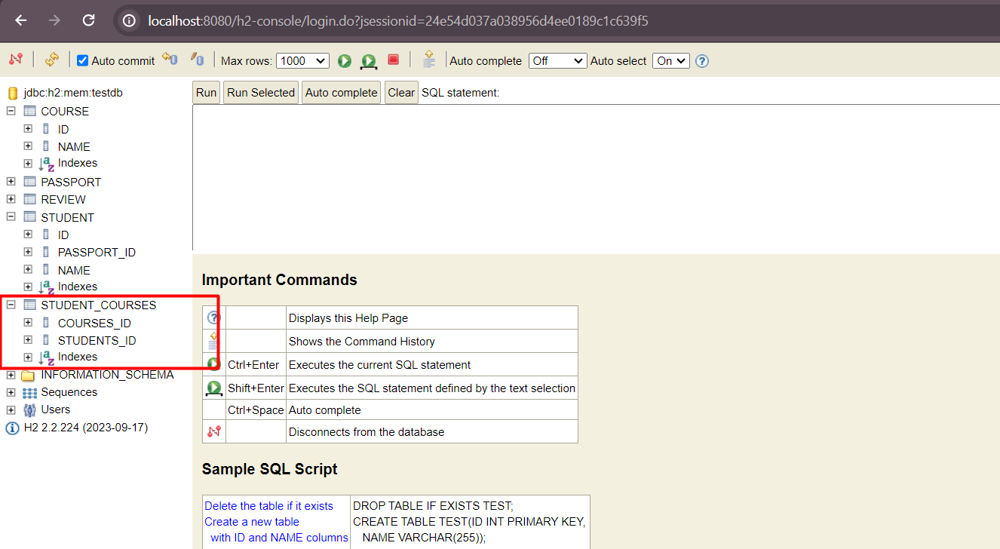 localhost:8080/h2-console/login.do?jsessionid=24e54d037a038956d4ee0189c1c639f5
Auto commit Max rows: 1000 Auto complete Off Auto select On
jdbc:h2:mem:testdb
COURSE
ID
NAME
Indexes
PASSPORT
REVIEW
STUDENT
ID
PASSPORT_ID
NAME
Indexes
STUDENT_COURSES
COURSES_ID
STUDENTS_ID
Indexes
INFORMATION_SCHEMA
Sequences
Users
H2 2.2.224 (2023-09-17)
Run Run Selected Auto complete Clear SQL statement:
Important Commands
Displays this Help Page
Shows the Command History
Ctrl+Enter Executes the current SQL statement
Shift+Enter Executes the SQL statement defined by the text selection
Ctrl+Space Auto complete
Disconnects from the database
Sample SQL Script
Delete the table if it exists DROP TABLE IF EXISTS TEST;
Create a new table CREATE TABLE TEST(ID INT PRIMARY KEY,
with ID and NAME columns NAME VARCHAR(255));